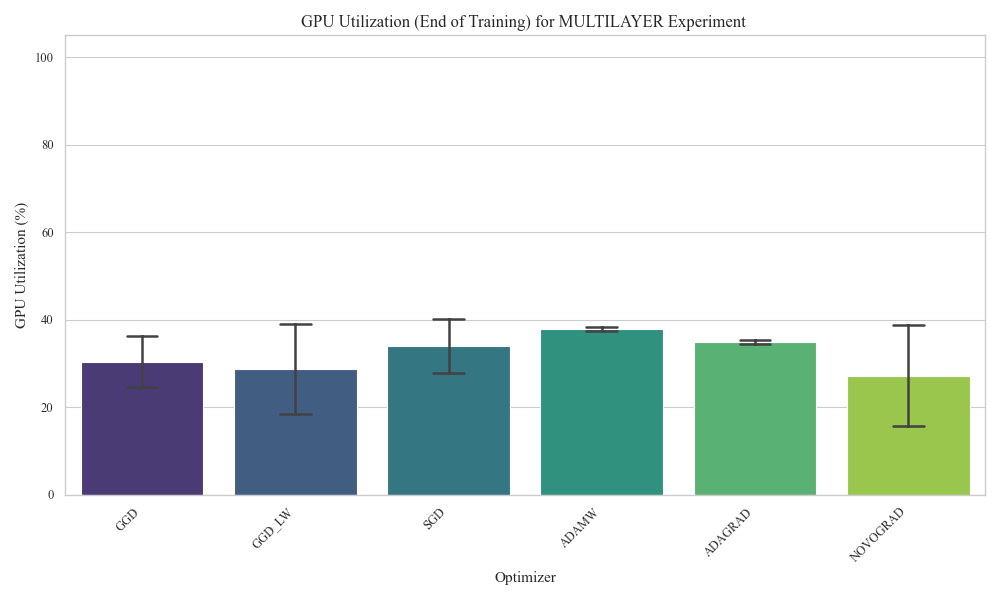 GPU Utilization (End of Training) for MULTILAYER Experiment
GPU Utilization (%)
100
80
60
40
20
0
GGD
GGD_LW
SGD
ADAMW
ADAGRAD
NOVOGRAD
Optimizer